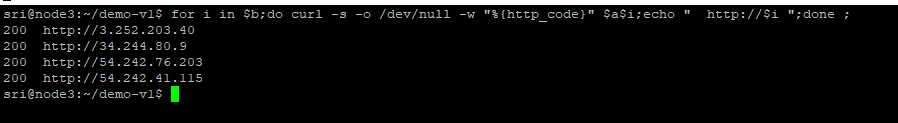 sri@node3:~/demo-v1$ for i in $b;do curl -s -o /dev/null -w "%{http_code}" $a$i;echo "  http://$i ";done ;
200  http://3.252.203.40
200  http://34.244.80.9
200  http://54.242.76.203
200  http://54.242.41.115
sri@node3:~/demo-v1$